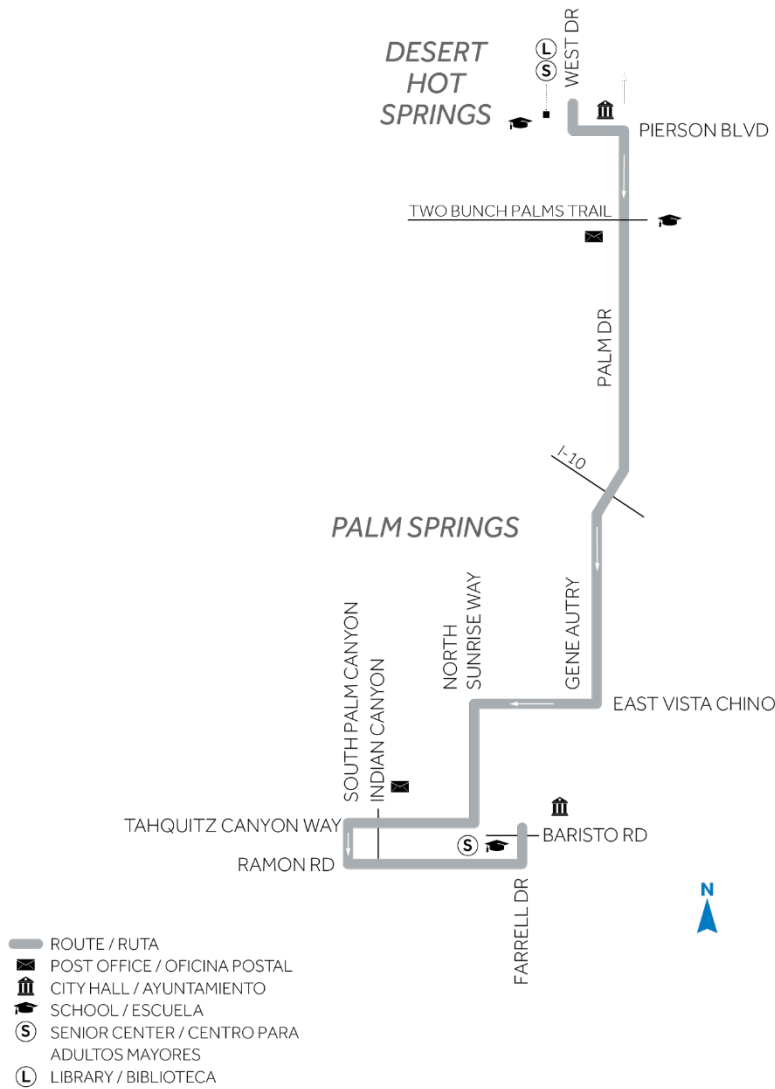 DESERT
HOT
SPRINGS
L
S
WEST DR
PIERSON BLVD
TWO BUNCH PALMS TRAIL
PALM DR
I-10
PALM SPRINGS
SOUTH PALM CANYON
INDIAN CANYON
NORTH
SUNRISE WAY
GENE AUTRY
EAST VISTA CHINO
TAHQUITZ CANYON WAY
BARISTO RD
S
RAMON RD
FARRELL DR
N
ROUTE / RUTA
POST OFFICE / OFICINA POSTAL
CITY HALL / AYUNTAMIENTO
SCHOOL / ESCUELA
S SENIOR CENTER / CENTRO PARA
ADULTOS MAYORES
L LIBRARY / BIBLIOTECA